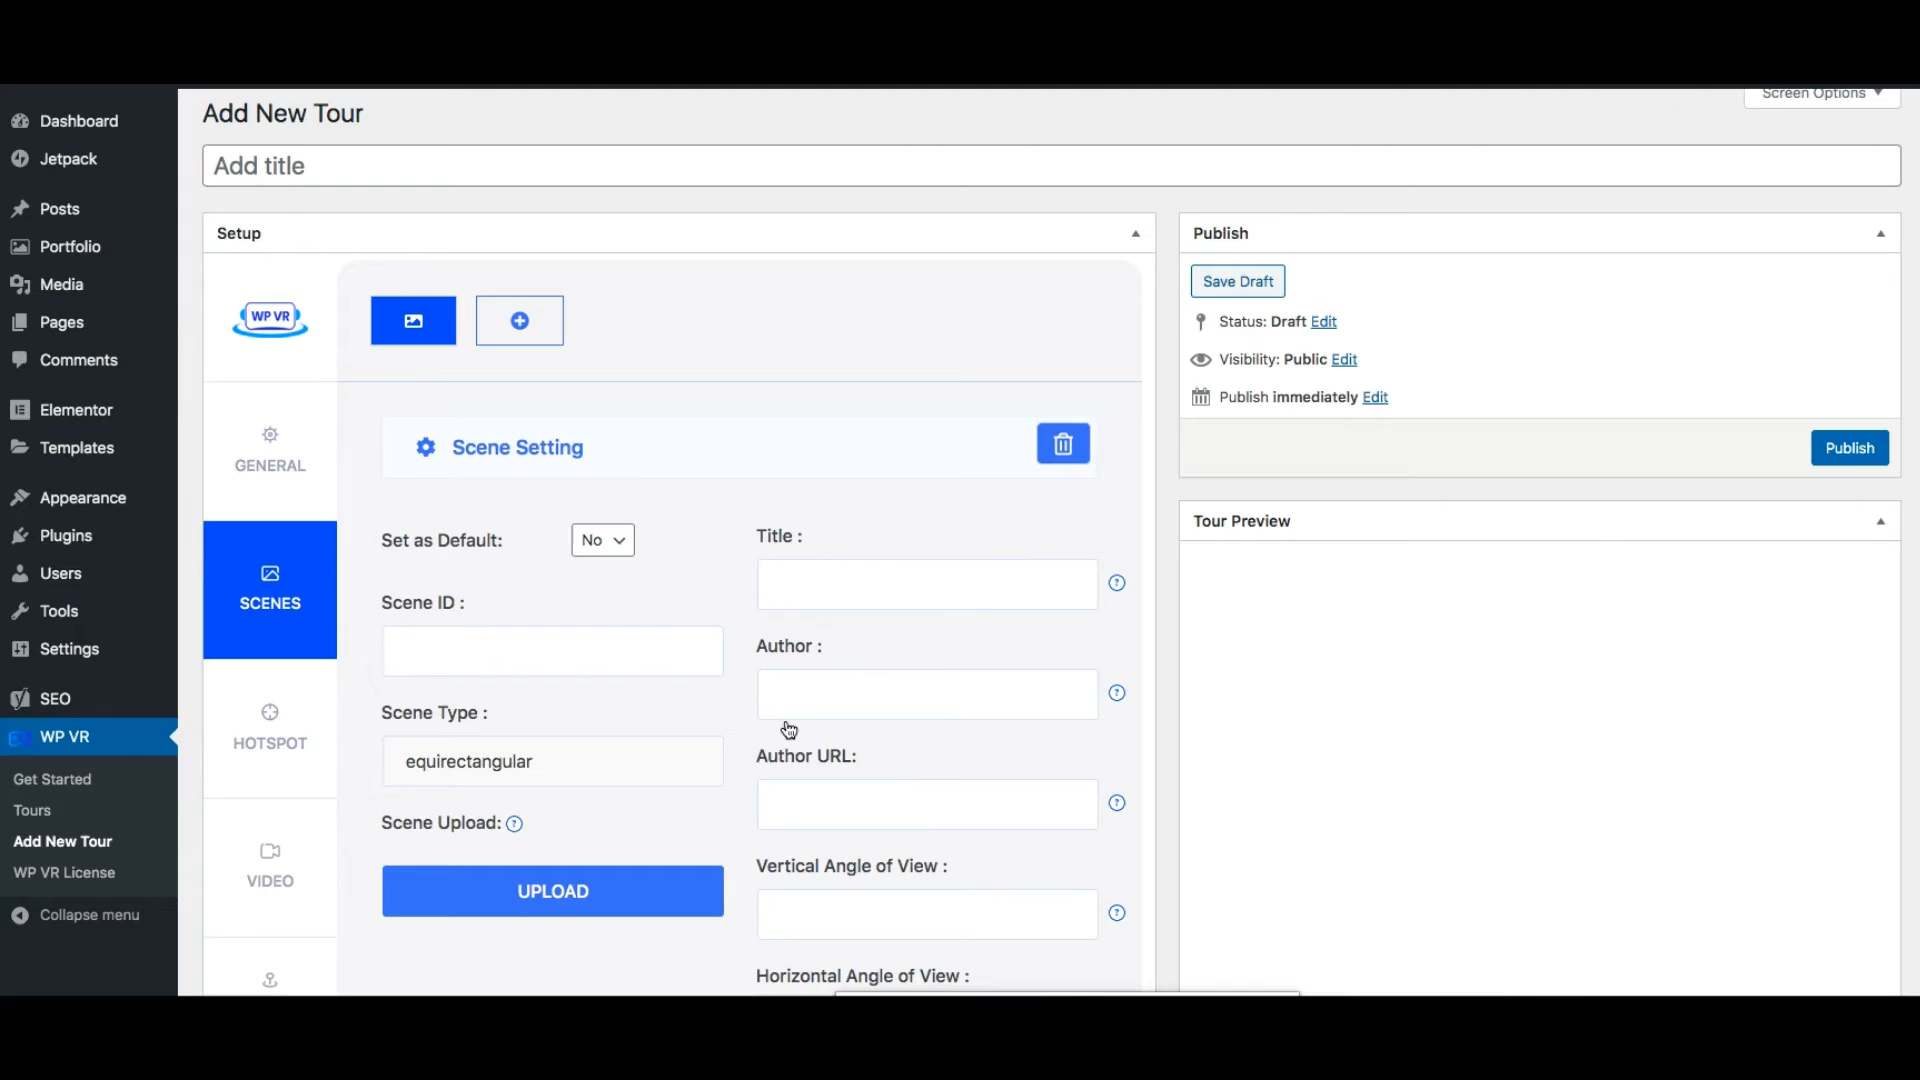 Screen Options
Dashboard
Jetpack
Posts
Portfolio
Media
Pages
Comments
Elementor
Templates
Appearance
Plugins
Users
Tools
Settings
SEO
WP VR
Get Started
Tours
Add New Tour
WP VR License
Collapse menu
Add New Tour
Add title
Setup
WP VR
GENERAL
SCENES
HOTSPOT
VIDEO
Scene Setting
Set as Default:
No
Scene ID :
Scene Type :
equirectangular
Scene Upload: ?
UPLOAD
Title :
?
Author :
?
Author URL:
?
Vertical Angle of View :
?
Horizontal Angle of View :
Publish
Save Draft
Status: Draft Edit
Visibility: Public Edit
Publish immediately Edit
Publish
Tour Preview